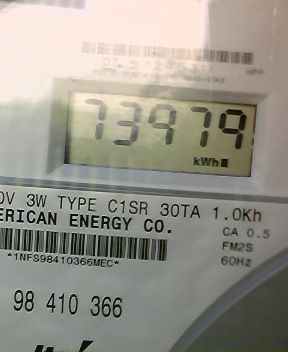 73979
kWh
0V 3W TYPE C1SR 30TA 1.0Kh
ERICAN ENERGY CO.
CA 0.5
FM2S
60Hz
*1NFS98410366MEC*
98 410 366